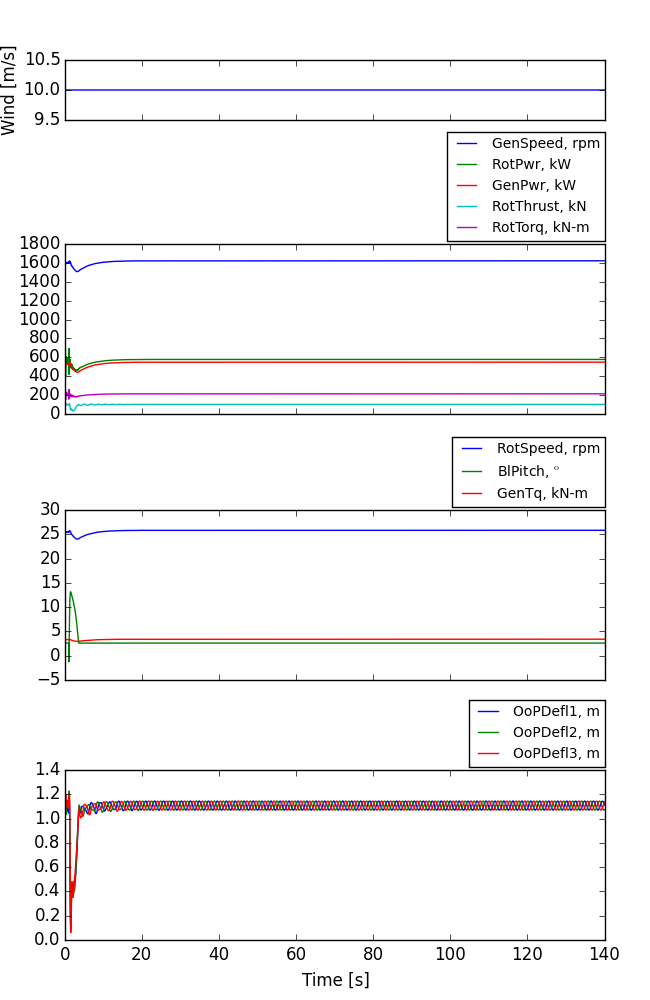 Wind [m/s]
10.5
10.0
9.5
GenSpeed, rpm
RotPwr, kW
GenPwr, kW
RotThrust, kN
RotTorq, kN-m
1800
1600
1400
1200
1000
800
600
400
200
0
RotSpeed, rpm
BlPitch, °
GenTq, kN-m
30
25
20
15
10
5
0
−5
OoPDefl1, m
OoPDefl2, m
OoPDefl3, m
1.4
1.2
1.0
0.8
0.6
0.4
0.2
0.0
0 20 40 60 80 100 120 140
Time [s]